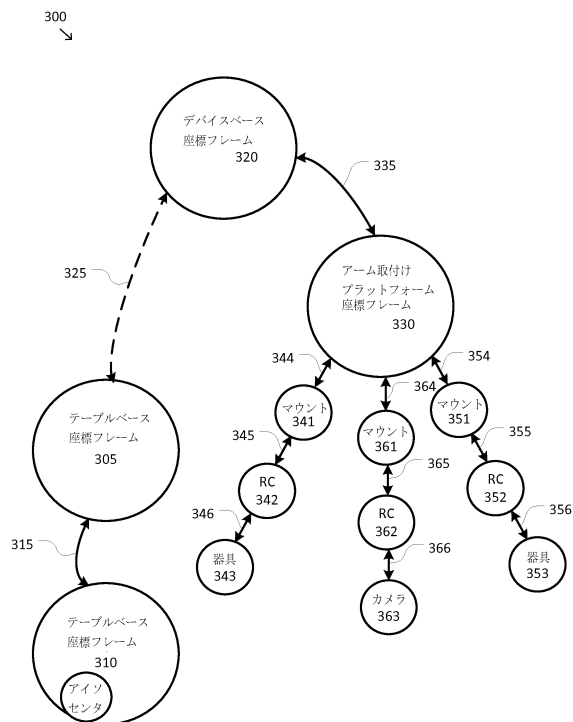 300
デバイスベース
座標フレーム
320
335
325
アーム取付け
プラットフォーム
座標フレーム
330
344
364
354
マウント
341
マウント
361
マウント
351
345
365
355
RC
342
RC
362
RC
352
346
366
356
器具
343
カメラ
363
器具
353
テーブルベース
座標フレーム
305
315
テーブルベース
座標フレーム
310
アイソ
センタ